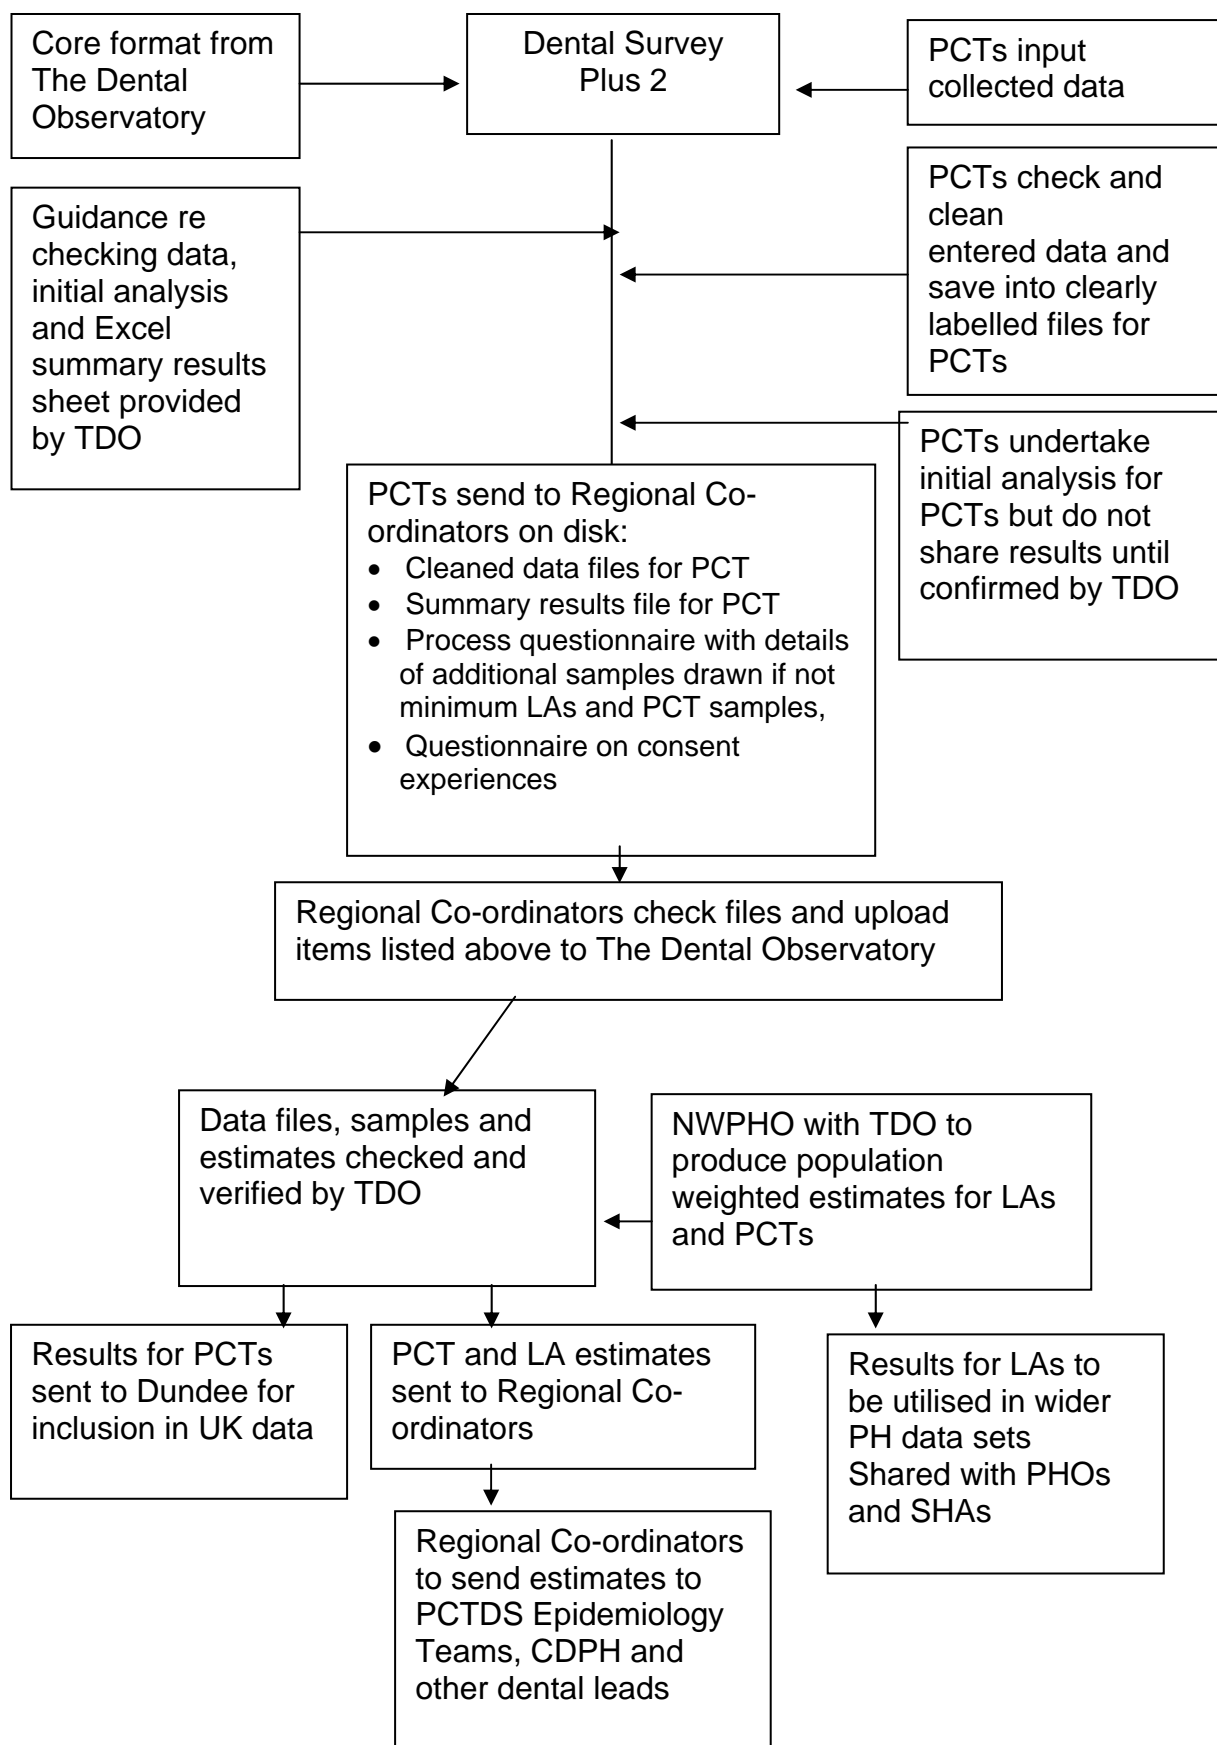 Core format from
The Dental
Observatory
Dental Survey
Plus 2
PCTs input
collected data
Guidance re
checking data,
initial analysis
and Excel
summary results
sheet provided
by TDO
PCTs check and
clean
entered data and
save into clearly
labelled files for
PCTs
PCTs undertake
initial analysis for
PCTs but do not
share results until
confirmed by TDO
PCTs send to Regional Co-
ordinators on disk:
• Cleaned data files for PCT
• Summary results file for PCT
• Process questionnaire with details
of additional samples drawn if not
minimum LAs and PCT samples,
• Questionnaire on consent
experiences
Regional Co-ordinators check files and upload
items listed above to The Dental Observatory
Data files, samples and
estimates checked and
verified by TDO
NWPHO with TDO to
produce population
weighted estimates for LAs
and PCTs
Results for PCTs
sent to Dundee for
inclusion in UK data
PCT and LA estimates
sent to Regional Co-
ordinators
Results for LAs to
be utilised in wider
PH data sets
Shared with PHOs
and SHAs
Regional Co-ordinators
to send estimates to
PCTDS Epidemiology
Teams, CDPH and
other dental leads